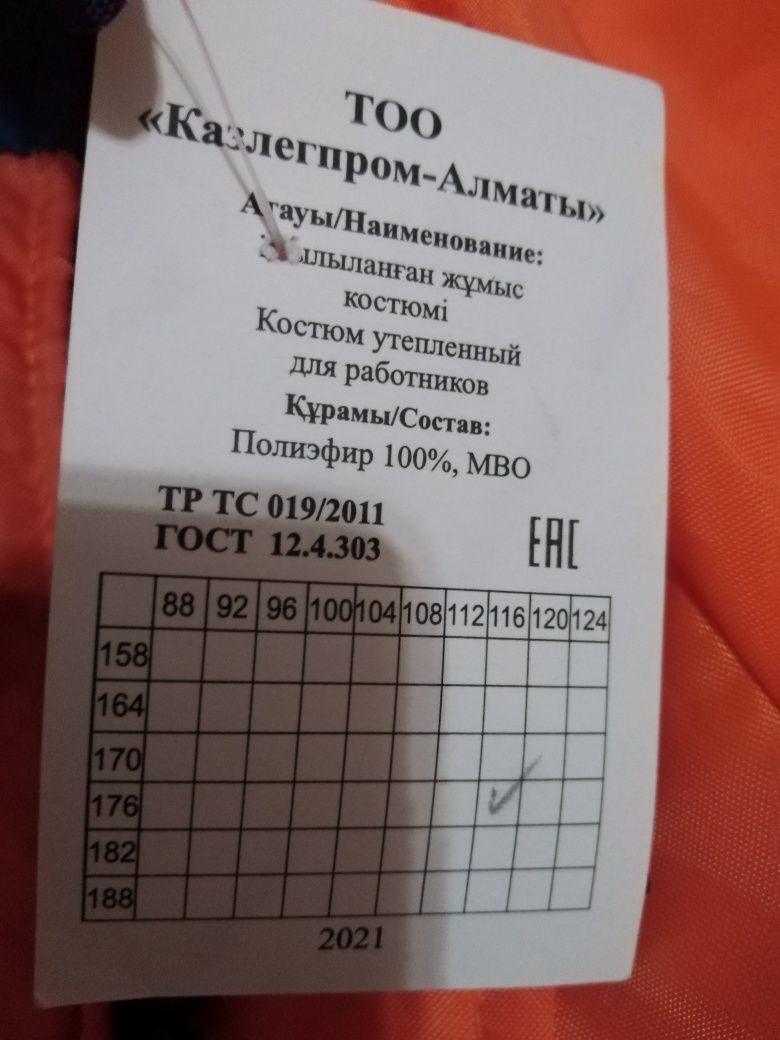 ТОО
«Казлегпром-Алматы»
Атауы/Наименование:
жұмыс
костюмі
Костюм утепленный
для работников
Құрамы/Состав:
Полиэфир 100%, МВО
ТР ТС 019/2011
ГОСТ 12.4.303
EAC
88 92 96 100 104 108 112 116 120 124
158
164
170
176 ✓
182
188
2021